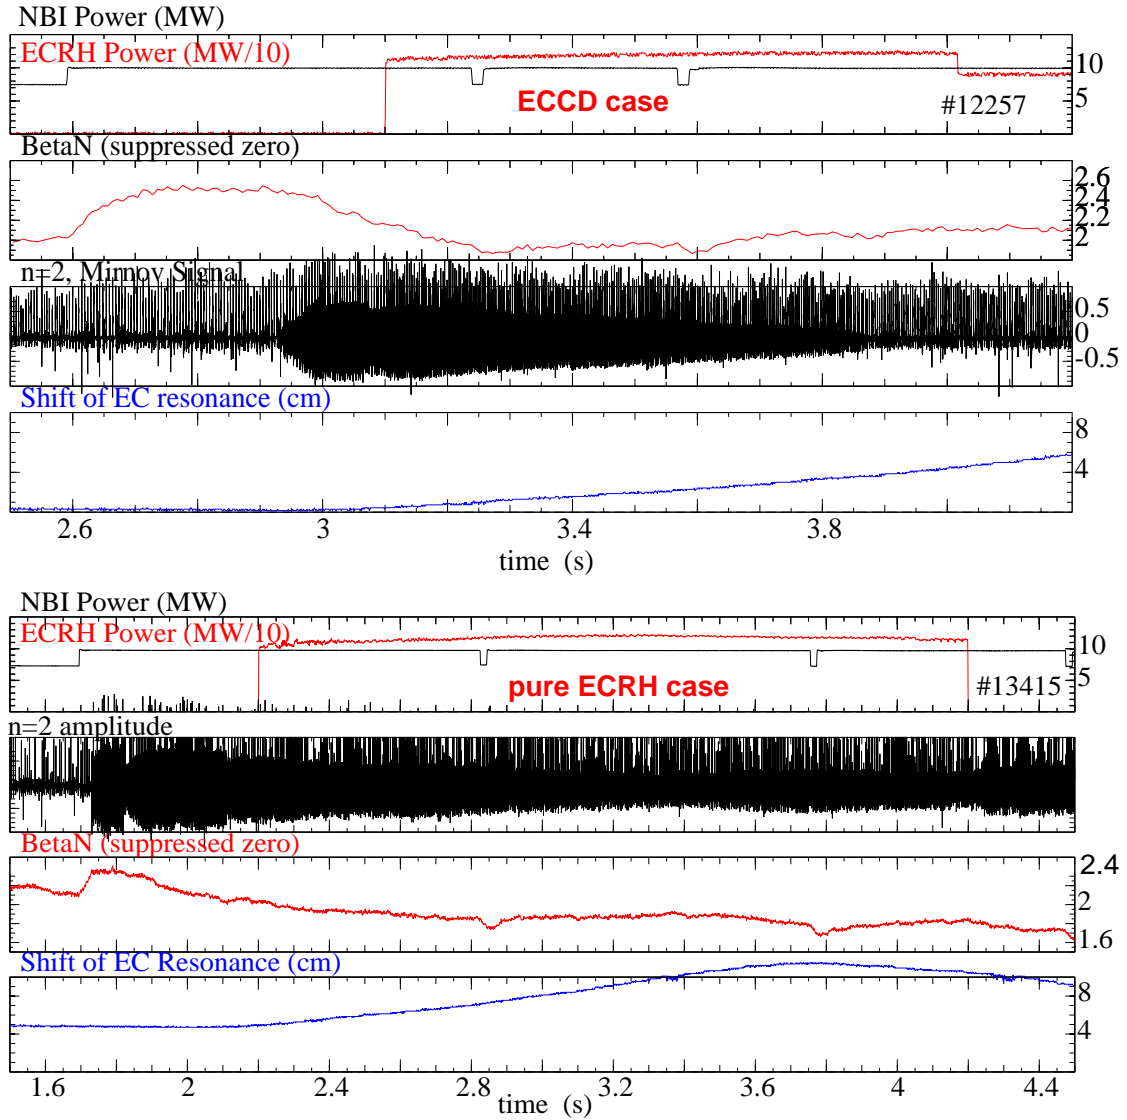 NBI Power (MW)
ECRH Power (MW/10)
10
5
ECCD case
#12257
BetaN (suppressed zero)
2.6
2.4
2.2
2
n=2, Mirnov Signal
0.5
0
-0.5
Shift of EC resonance (cm)
8
4
2.6 3 3.4 3.8
time (s)
NBI Power (MW)
ECRH Power (MW/10)
10
5
pure ECRH case
#13415
n=2 amplitude
BetaN (suppressed zero)
2.4
2
1.6
Shift of EC Resonance (cm)
8
4
1.6 2 2.4 2.8 3.2 3.6 4 4.4
time (s)